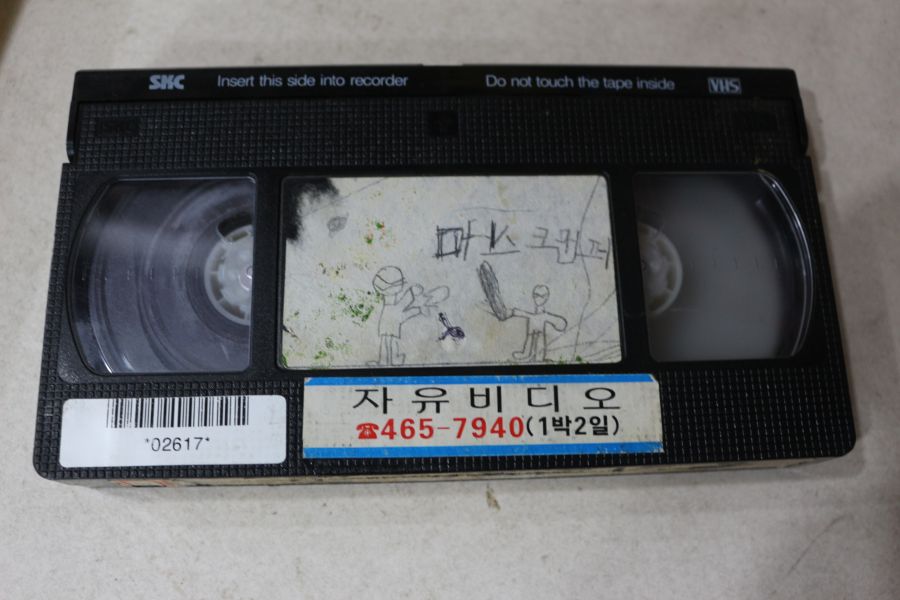 SKC Insert this side into recorder Do not touch the tape inside VHS
마스크맨
자유비디오
☎465-7940(1박2일)
*02617*